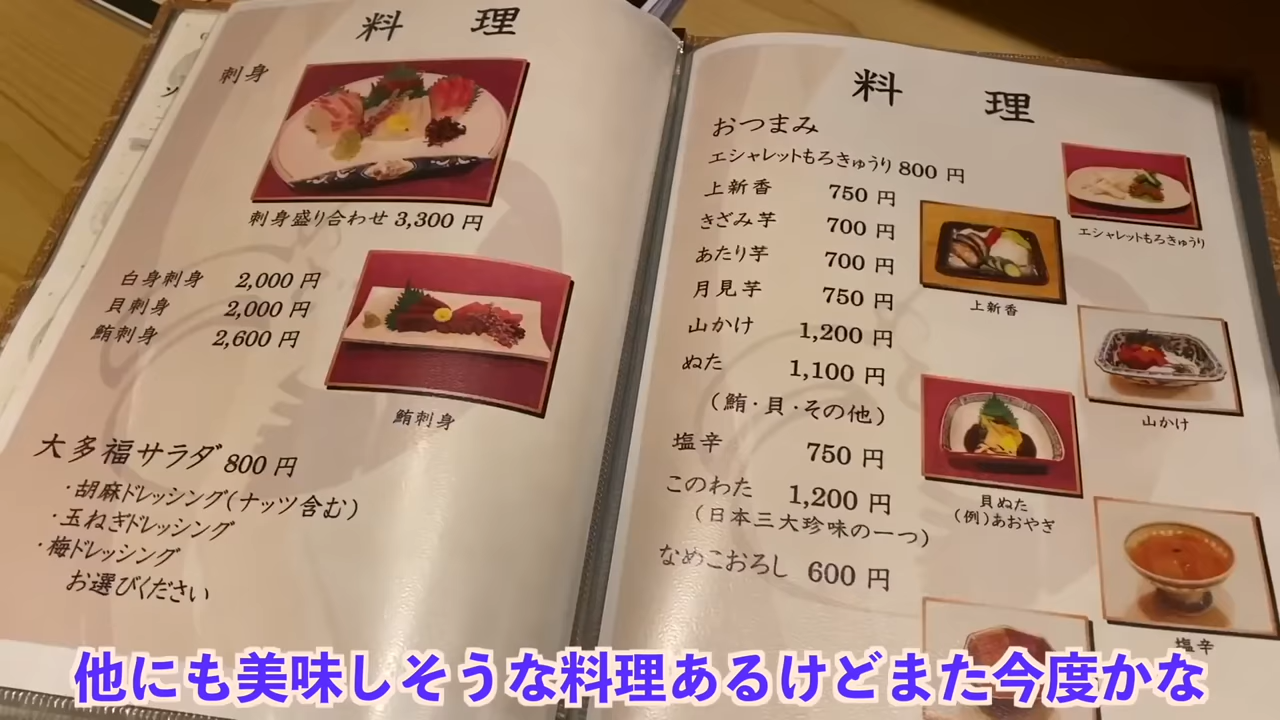 料 理
刺身
刺身盛り合わせ 3,300 円
白身刺身 2,000 円
貝刺身 2,000 円
鮪刺身 2,600 円
鮪刺身
大多福サラダ 800 円
・胡麻ドレッシング(ナッツ含む)
・玉ねぎドレッシング
・梅ドレッシング
お選びください
料 理
おつまみ
エシャレットもろきゅうり 800 円
上新香 750 円
きざみ芋 700 円
あたり芋 700 円
月見芋 750 円
山かけ 1,200 円
ぬた 1,100 円
(鮪・貝・その他)
塩辛 750 円
このわた 1,200 円
(日本三大珍味の一つ)
なめこおろし 600 円
エシャレットもろきゅうり
上新香
山かけ
貝ぬた
(例)あおやぎ
塩辛
他にも美味しそうな料理あるけどまた今度かな